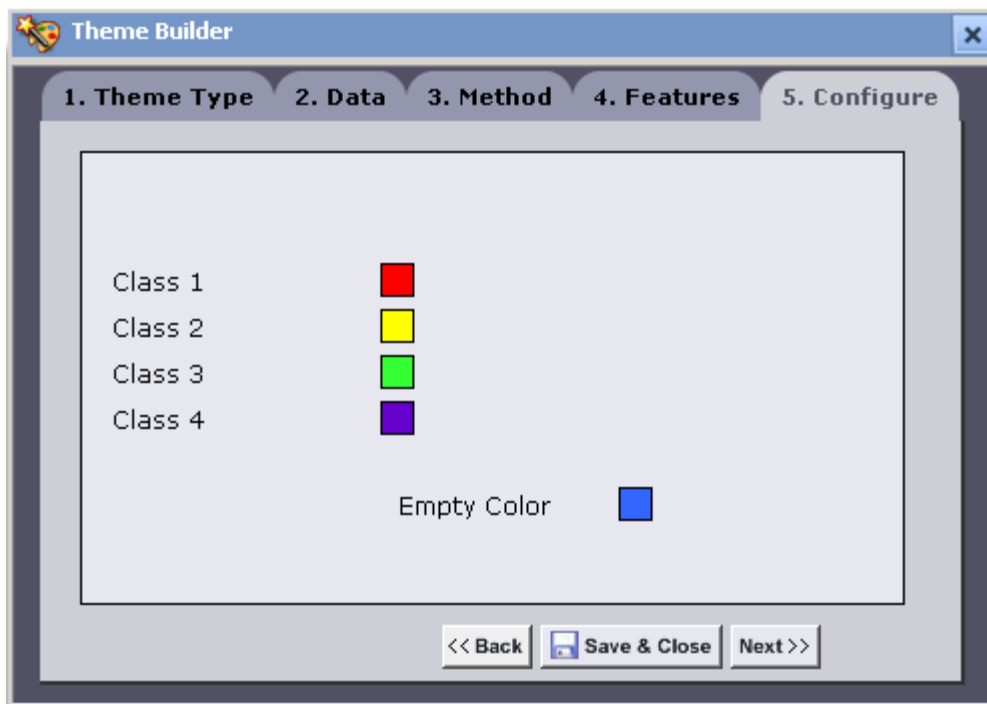 Theme Builder
1. Theme Type 2. Data 3. Method 4. Features 5. Configure
Class 1
Class 2
Class 3
Class 4
Empty Color
<< Back Save & Close Next >>